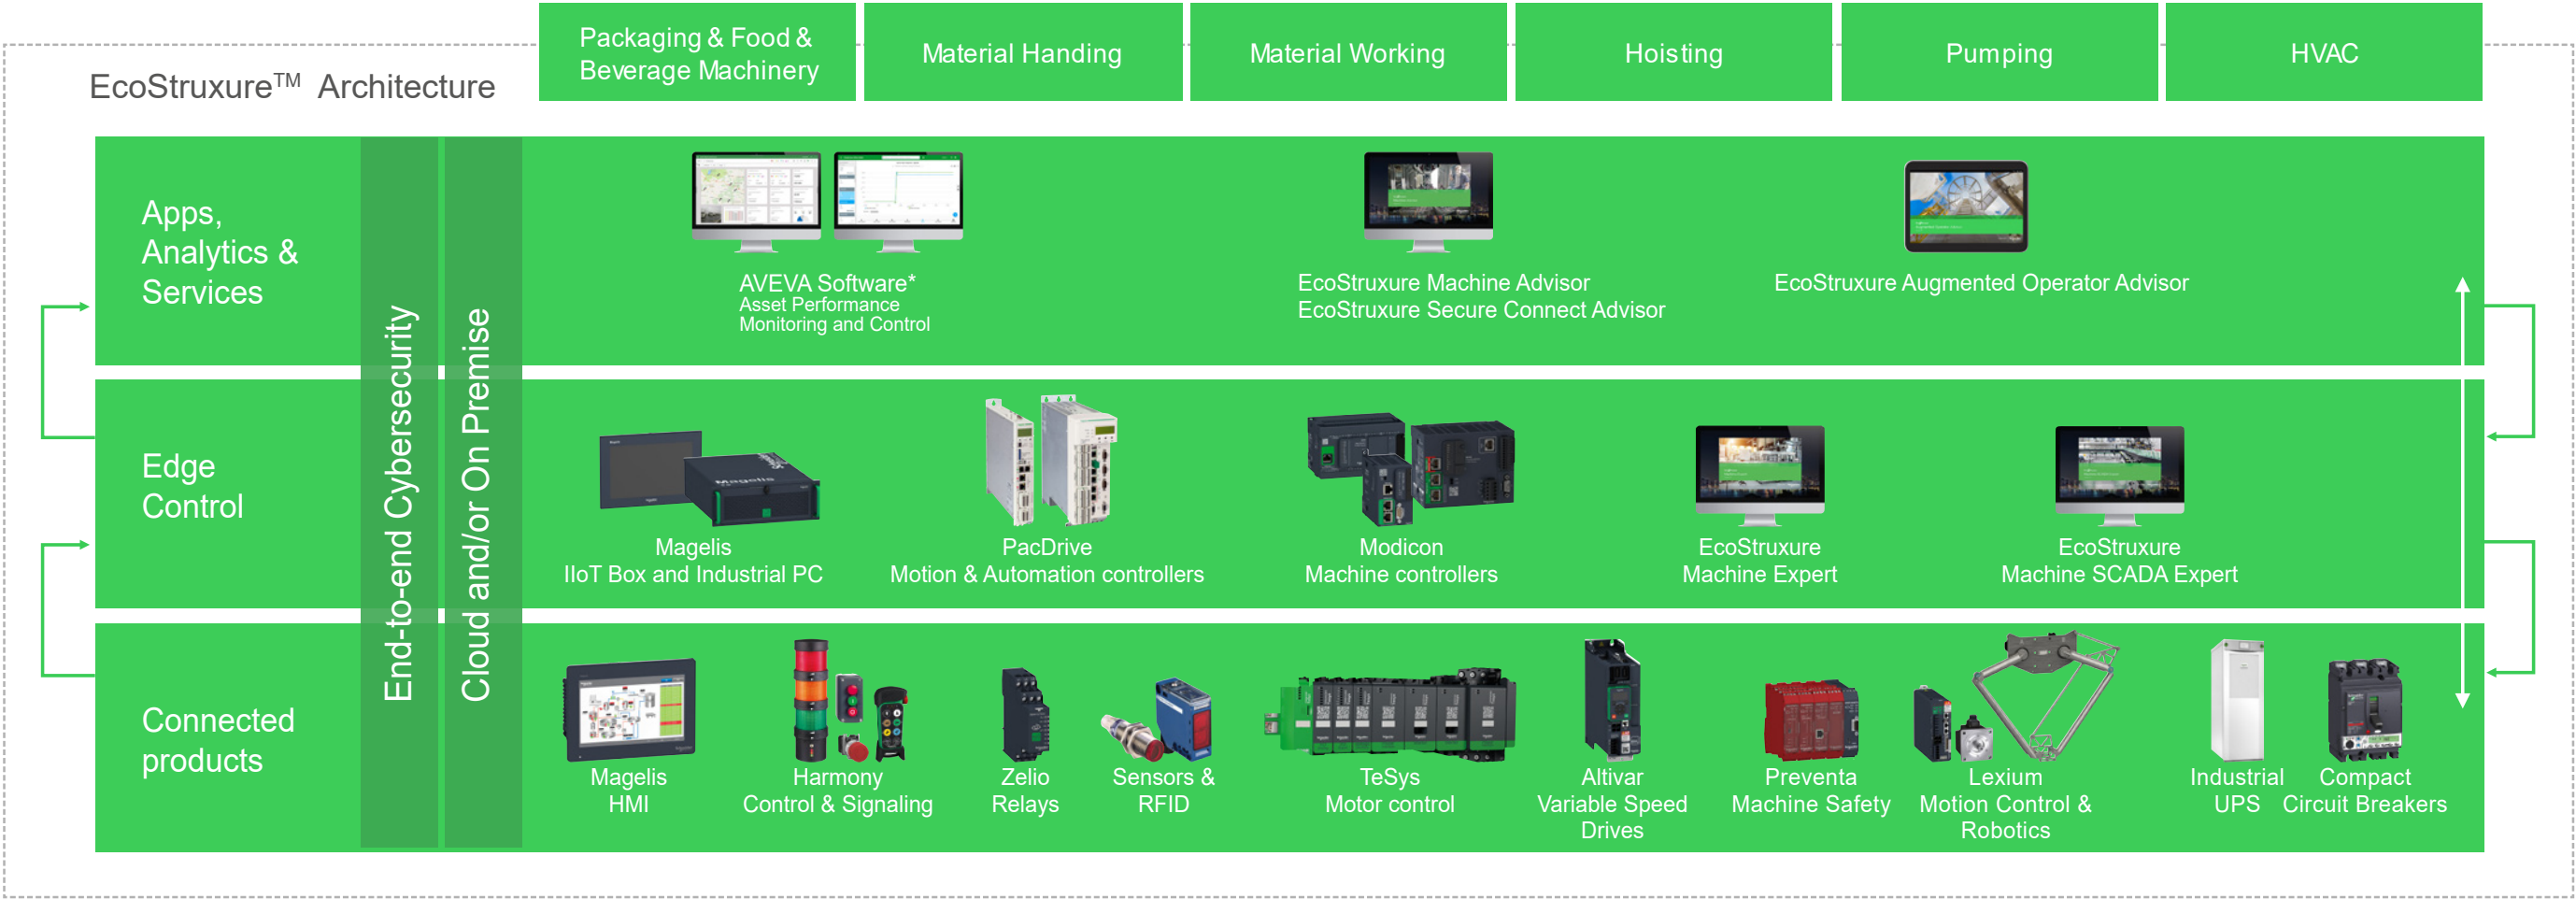 Packaging & Food &
Beverage Machinery
Material Handing
Material Working
Hoisting
Pumping
HVAC
EcoStruxure™ Architecture
Apps,
Analytics &
Services
End-to-end Cybersecurity
Cloud and/or On Premise
AVEVA Software*
Asset Performance
Monitoring and Control
EcoStruxure Machine Advisor
EcoStruxure Secure Connect Advisor
EcoStruxure Augmented Operator Advisor
Edge
Control
Magelis
Magelis
IIoT Box and Industrial PC
PacDrive
Motion & Automation controllers
Modicon
Machine controllers
EcoStruxure
Machine Expert
EcoStruxure
Machine SCADA Expert
Connected
products
Magelis
HMI
Harmony
Control & Signaling
Zelio
Relays
Sensors &
RFID
TeSys
Motor control
Altivar
Variable Speed
Drives
Preventa
Machine Safety
Lexium
Motion Control &
Robotics
Industrial
UPS
Compact
Circuit Breakers